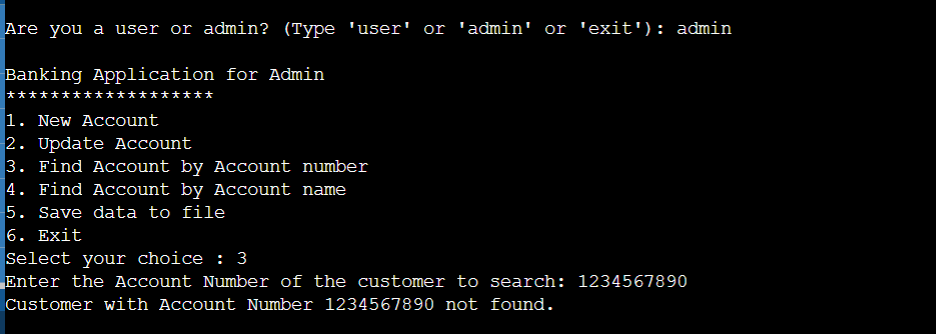 Are you a user or admin? (Type 'user' or 'admin' or 'exit'): admin
Banking Application for Admin
*******************
1. New Account
2. Update Account
3. Find Account by Account number
4. Find Account by Account name
5. Save data to file
6. Exit
Select your choice : 3
Enter the Account Number of the customer to search: 1234567890
Customer with Account Number 1234567890 not found.